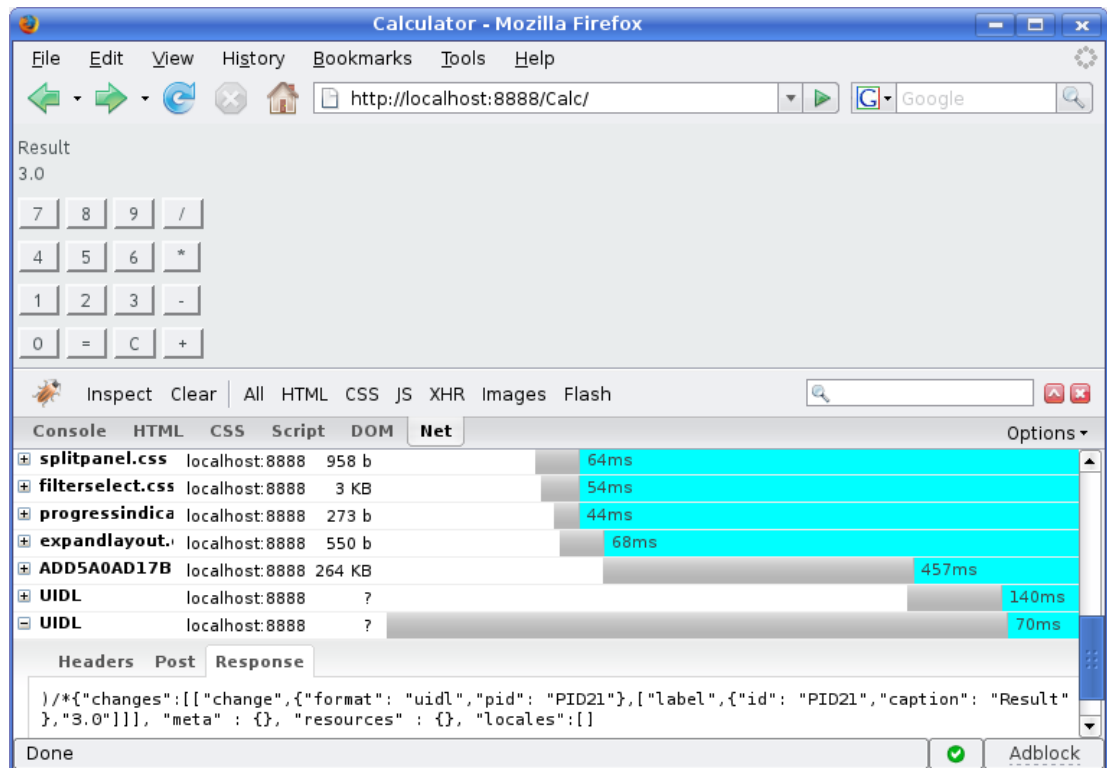 Calculator - Mozilla Firefox
File Edit View History Bookmarks Tools Help
http://localhost:8888/Calc/ G Google
Result
3.0
7 8 9 /
4 5 6 *
1 2 3 -
0 = C +
Inspect Clear All HTML CSS JS XHR Images Flash
Console HTML CSS Script DOM Net Options
splitpanel.css localhost:8888 958 b 64ms
filterselect.css localhost:8888 3 KB 54ms
progressindica localhost:8888 273 b 44ms
expandlayout. localhost:8888 550 b 68ms
ADD5A0AD17B localhost:8888 264 KB 457ms
UIDL localhost:8888 ? 140ms
UIDL localhost:8888 ? 70ms
Headers Post Response
)/*{"changes":[["change",{"format": "uidl","pid": "PID21"},["label",{"id": "PID21","caption": "Result"
},"3.0"]]], "meta" : {}, "resources" : {}, "locales":[]
Done Adblock